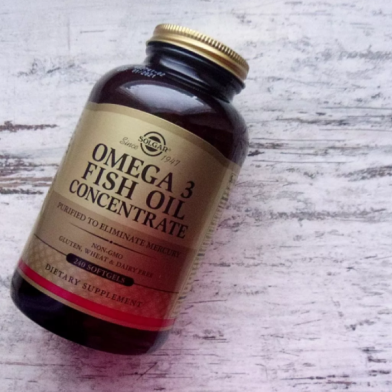 SOLGAR
Since 1947
OMEGA 3
FISH OIL
CONCENTRATE
PURIFIED TO ELIMINATE MERCURY
NON-GMO
GLUTEN, WHEAT & DAIRY FREE
240 SOFTGELS
DIETARY SUPPLEMENT